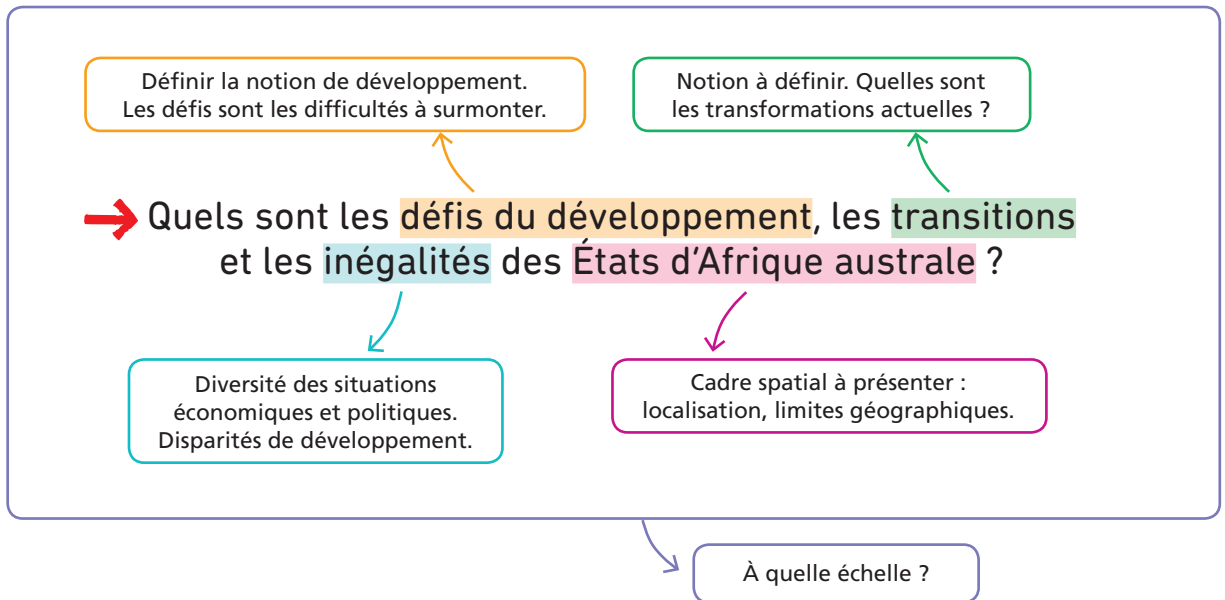 Définir la notion de développement.
Les défis sont les difficultés à surmonter.
Notion à définir. Quelles sont
les transformations actuelles ?
Quels sont les défis du développement, les transitions
et les inégalités des États d'Afrique australe ?
Diversité des situations
économiques et politiques.
Disparités de développement.
Cadre spatial à présenter :
localisation, limites géographiques.
À quelle échelle ?